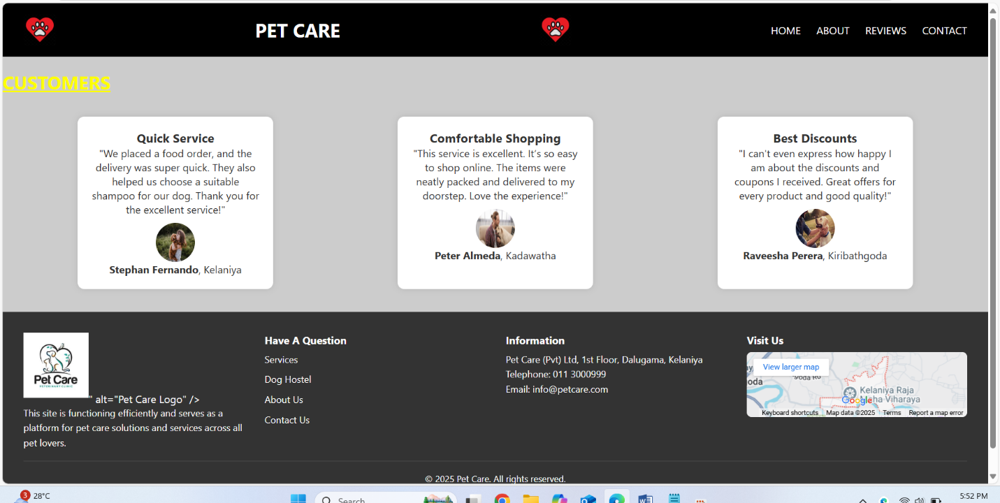 PET CARE
HOME ABOUT REVIEWS CONTACT
CUSTOMERS
Quick Service
"We placed a food order, and the
delivery was super quick. They also
helped us choose a suitable
shampoo for our dog. Thank you for
the excellent service!"
Stephan Fernando, Kelaniya
Comfortable Shopping
"This service is excellent. It's so easy
to shop online. The items were
neatly packed and delivered to my
doorstep. Love the experience!"
Peter Almeda, Kadawatha
Best Discounts
"I can't even express how happy I
am about the discounts and
coupons I received. Great offers for
every product and good quality!"
Raveesha Perera, Kiribathgoda
Pet Care
VETERINARY CLINIC
" alt="Pet Care Logo" />
This site is functioning efficiently and serves as a
platform for pet care solutions and services across all
pet lovers.
Have A Question
Services
Dog Hostel
About Us
Contact Us
Information
Pet Care (Pvt) Ltd, 1st Floor, Dalugama, Kelaniya
Telephone: 011 3000999
Email: info@petcare.com
Visit Us
View larger map
Kelaniya Raja
Maha Viharaya
Google
Keyboard shortcuts Map data ©2025 Terms Report a map error
© 2025 Pet Care. All rights reserved.
3 28°C
Search
5:52 PM